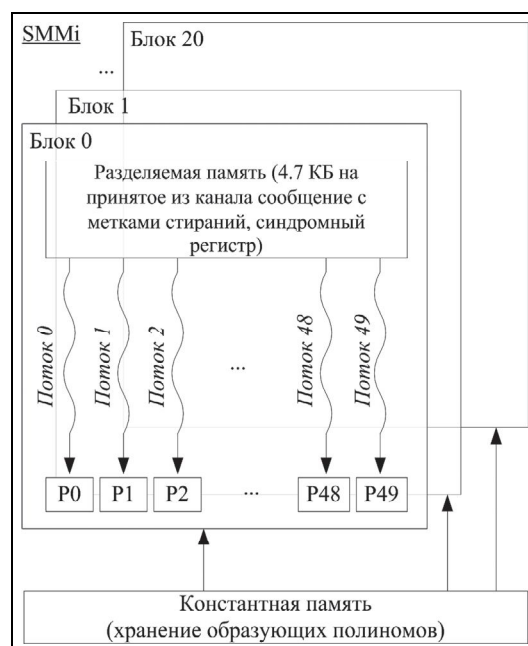 SMMi
Блок 20
...
Блок 1
Блок 0
Разделяемая память (4.7 КБ на
принятое из канала сообщение с
метками стираний, синдромный
регистр)
Поток 0
Поток 1
Поток 2
...
Поток 48
Поток 49
P0
P1
P2
...
P48
P49
Константная память
(хранение образующих полиномов)